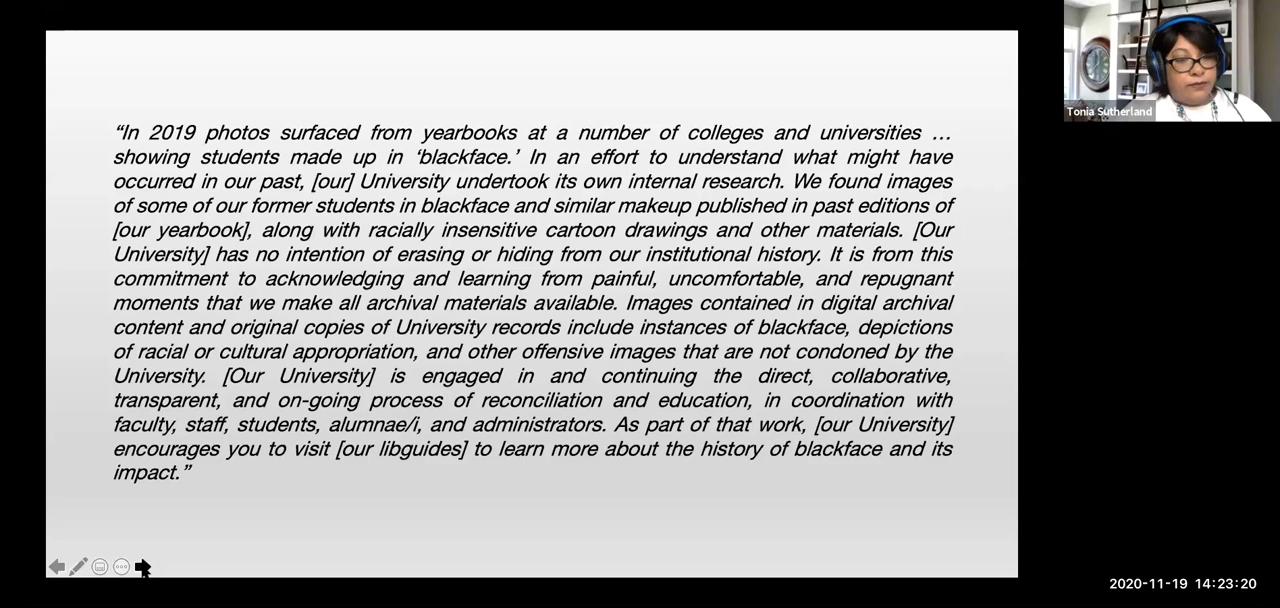 “In 2019 photos surfaced from yearbooks at a number of colleges and universities …
showing students made up in ‘blackface.’ In an effort to understand what might have
occurred in our past, [our] University undertook its own internal research. We found images
of some of our former students in blackface and similar makeup published in past editions of
[our yearbook], along with racially insensitive cartoon drawings and other materials. [Our
University] has no intention of erasing or hiding from our institutional history. It is from this
commitment to acknowledging and learning from painful, uncomfortable, and repugnant
moments that we make all archival materials available. Images contained in digital archival
content and original copies of University records include instances of blackface, depictions
of racial or cultural appropriation, and other offensive images that are not condoned by the
University. [Our University] is engaged in and continuing the direct, collaborative,
transparent, and on-going process of reconciliation and education, in coordination with
faculty, staff, students, alumnae/i, and administrators. As part of that work, [our University]
encourages you to visit [our libguides] to learn more about the history of blackface and its
impact.”
Tonia Sutherland
2020-11-19 14:23:20